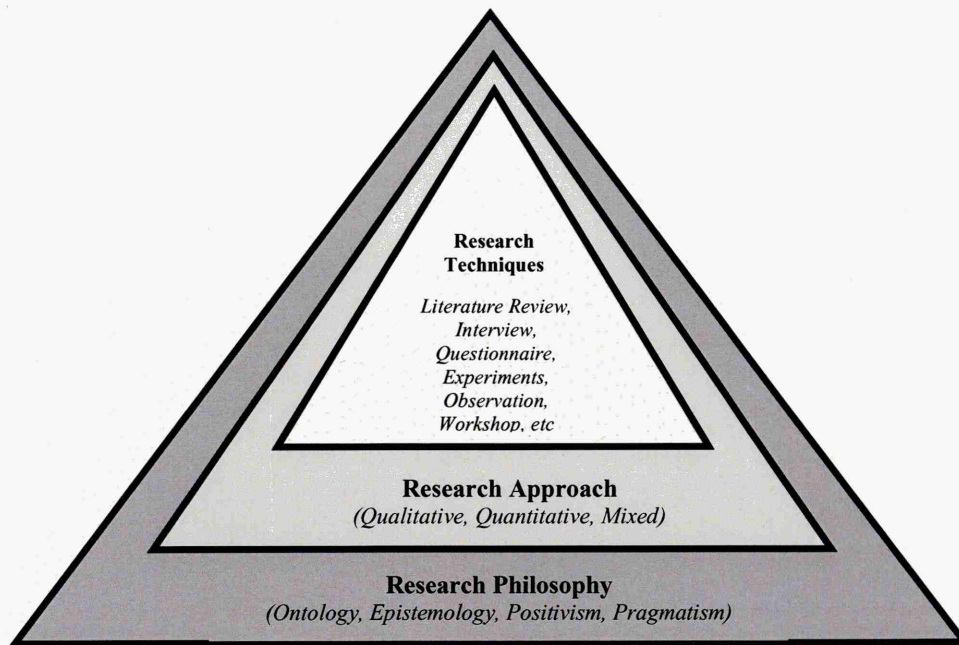 Research
Techniques
Literature Review,
Interview,
Questionnaire,
Experiments,
Observation,
Workshop, etc
Research Approach
(Qualitative, Quantitative, Mixed)
Research Philosophy
(Ontology, Epistemology, Positivism, Pragmatism)